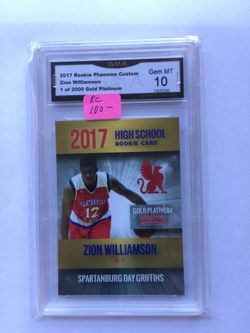 GMA
2017 Rookie Phenoms Custom
Zion Williamson
1 of 2000 Gold Platinum
Gem MT
10
RC
100-
2017
HIGH SCHOOL
ROOKIE CARD
GOLD PLATINUM
12
ZION WILLIAMSON
SPARTANBURG DAY GRIFFINS